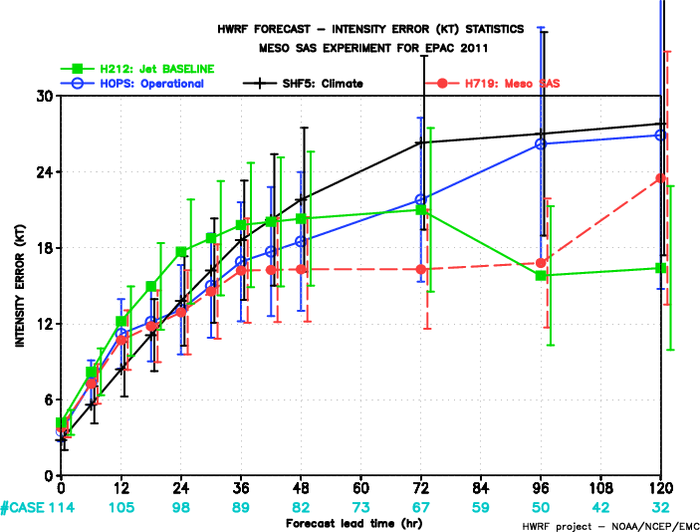 HWRF FORECAST – INTENSITY ERROR (KT) STATISTICS
MESO SAS EXPERIMENT FOR EPAC 2011
H212: Jet BASELINE
HOPS: Operational SHF5: Climate H719: Meso SAS
30
24
18
12
6
0
INTENSITY ERROR (KT)
0 12 24 36 48 60 72 84 96 108 120
#CASE 114 105 98 89 82 73 67 59 50 42 32
Forecast lead time (hr)
HWRF project – NOAA/NCEP/EMC